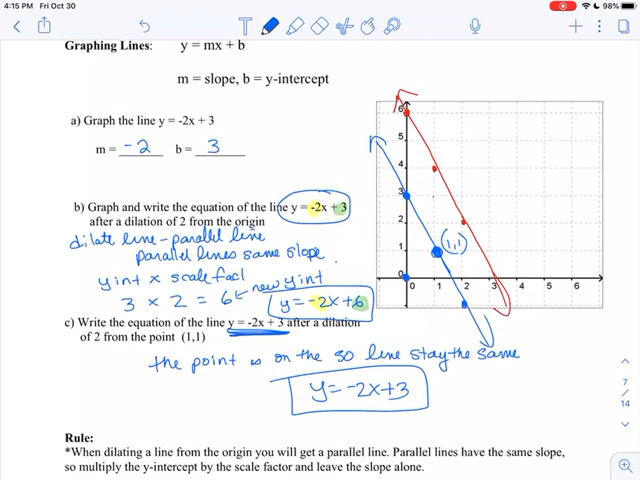 4:15 PM Fri Oct 30
98%
Graphing Lines: y = mx + b
m = slope, b = y-intercept
a) Graph the line y = -2x + 3
m = -2 b = 3
b) Graph and write the equation of the line y = -2x + 3
after a dilation of 2 from the origin
dilate line - parallel line
parallel lines same slope
y int x scale fact
new y int
3 x 2 = 6
y = -2x + 6
c) Write the equation of the line y = -2x + 3 after a dilation
of 2 from the point (1,1)
the point is on the so line stay the same
y = -2x + 3
Rule:
*When dilating a line from the origin you will get a parallel line. Parallel lines have the same slope,
so multiply the y-intercept by the scale factor and leave the slope alone.
6
5
4
3
2
1
0
(1,1)
0 1 2 3 4 5 6
7
/
14